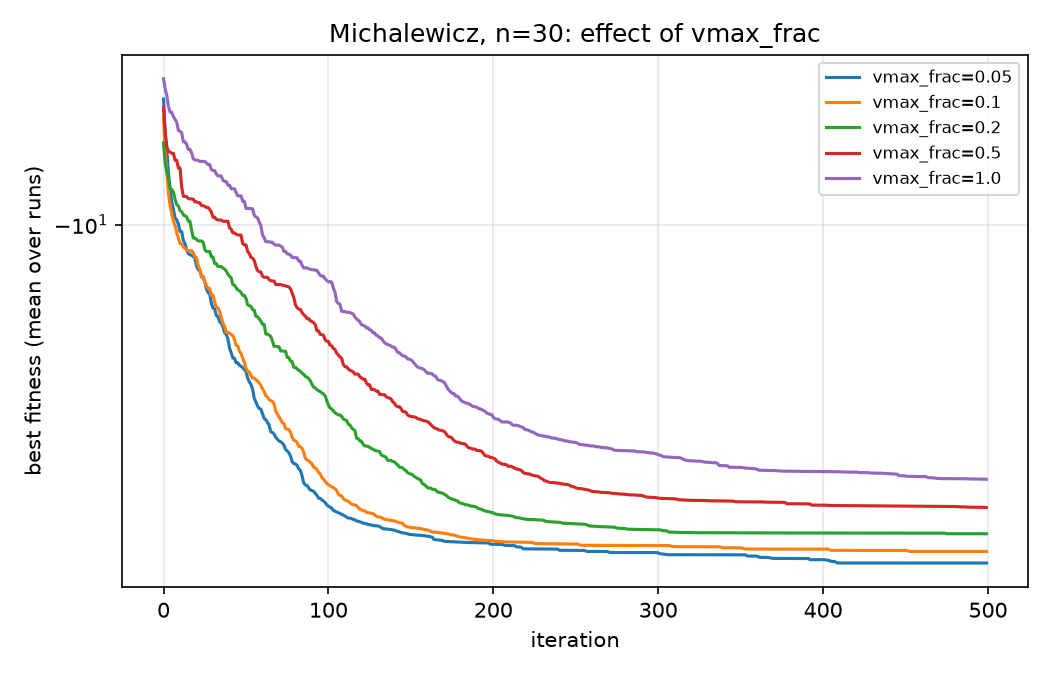 Michalewicz, n=30: effect of vmax_frac
vmax_frac=0.05
vmax_frac=0.1
vmax_frac=0.2
vmax_frac=0.5
vmax_frac=1.0
best fitness (mean over runs)
−10¹
0 100 200 300 400 500
iteration